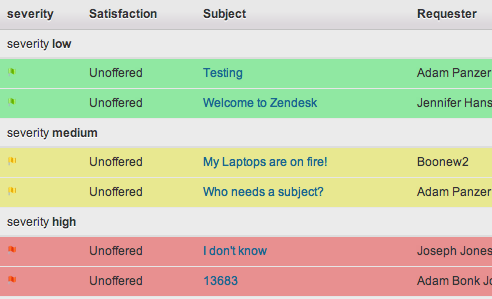 severity Satisfaction Subject Requester
severity low
Unoffered Testing Adam Panzer
Unoffered Welcome to Zendesk Jennifer Hans
severity medium
Unoffered My Laptops are on fire! Boonew2
Unoffered Who needs a subject? Adam Panzer
severity high
Unoffered I don't know Joseph Jones
Unoffered 13683 Adam Bonk Jo